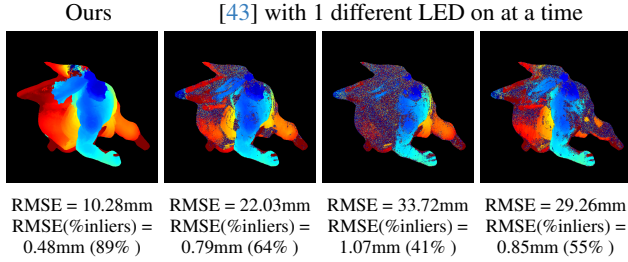 Ours
[43] with 1 different LED on at a time
RMSE = 10.28mm
RMSE(%inliers) =
0.48mm (89% )
RMSE = 22.03mm
RMSE(%inliers) =
0.79mm (64% )
RMSE = 33.72mm
RMSE(%inliers) =
1.07mm (41% )
RMSE = 29.26mm
RMSE(%inliers) =
0.85mm (55% )